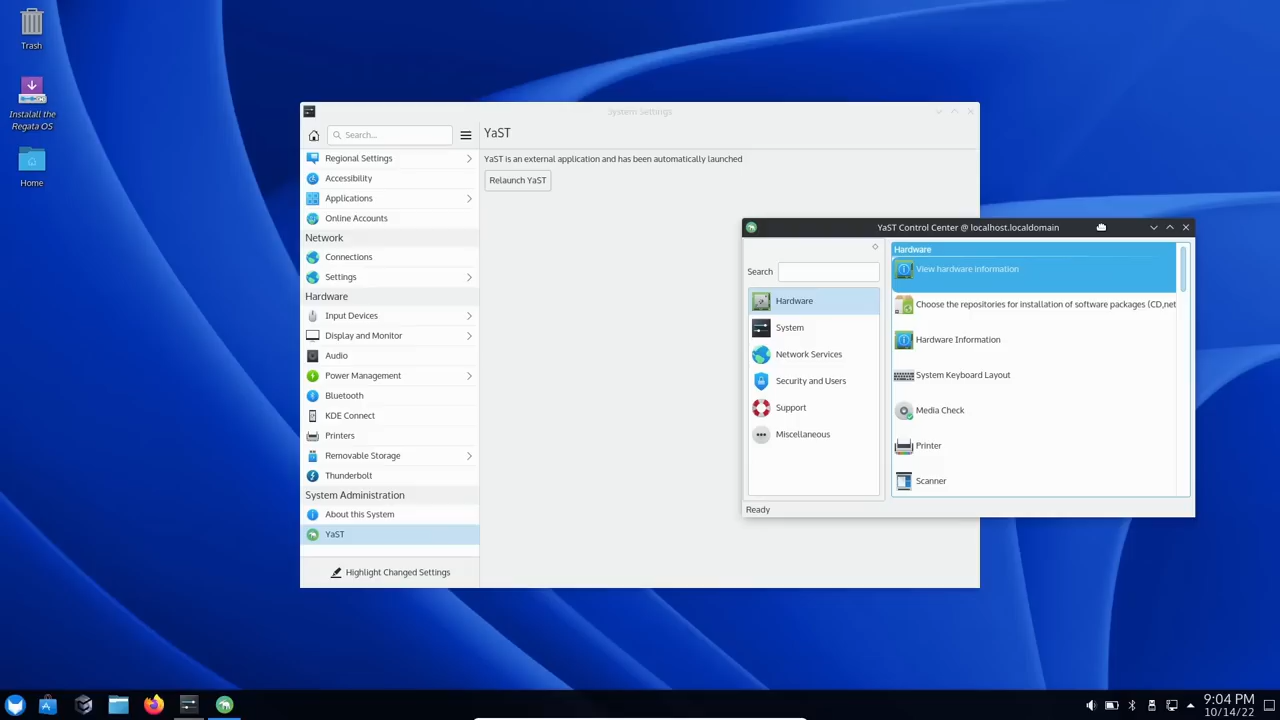 Trash
Install the
Regata OS
Home
System Settings
Search...
YaST
YaST is an external application and has been automatically launched
Relaunch YaST
Regional Settings
Accessibility
Applications
Online Accounts
Network
Connections
Settings
Hardware
Input Devices
Display and Monitor
Audio
Power Management
Bluetooth
KDE Connect
Printers
Removable Storage
Thunderbolt
System Administration
About this System
YaST
Highlight Changed Settings
YaST Control Center @ localhost.localdomain
Search
Hardware
System
Network Services
Security and Users
Support
Miscellaneous
Hardware
View hardware information
Choose the repositories for installation of software packages (CD,net
Hardware Information
System Keyboard Layout
Media Check
Printer
Scanner
Ready
9:04 PM
10/14/22